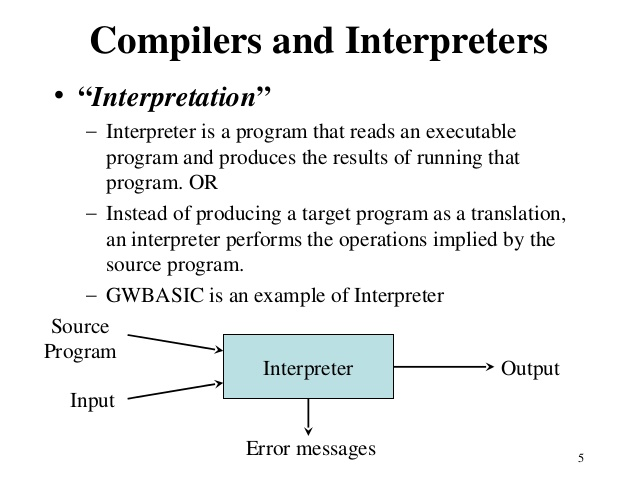 Compilers and Interpreters
• “Interpretation”
– Interpreter is a program that reads an executable
program and produces the results of running that
program. OR
– Instead of producing a target program as a translation,
an interpreter performs the operations implied by the
source program.
– GWBASIC is an example of Interpreter
Source
Program
Input
Interpreter
Output
Error messages
5